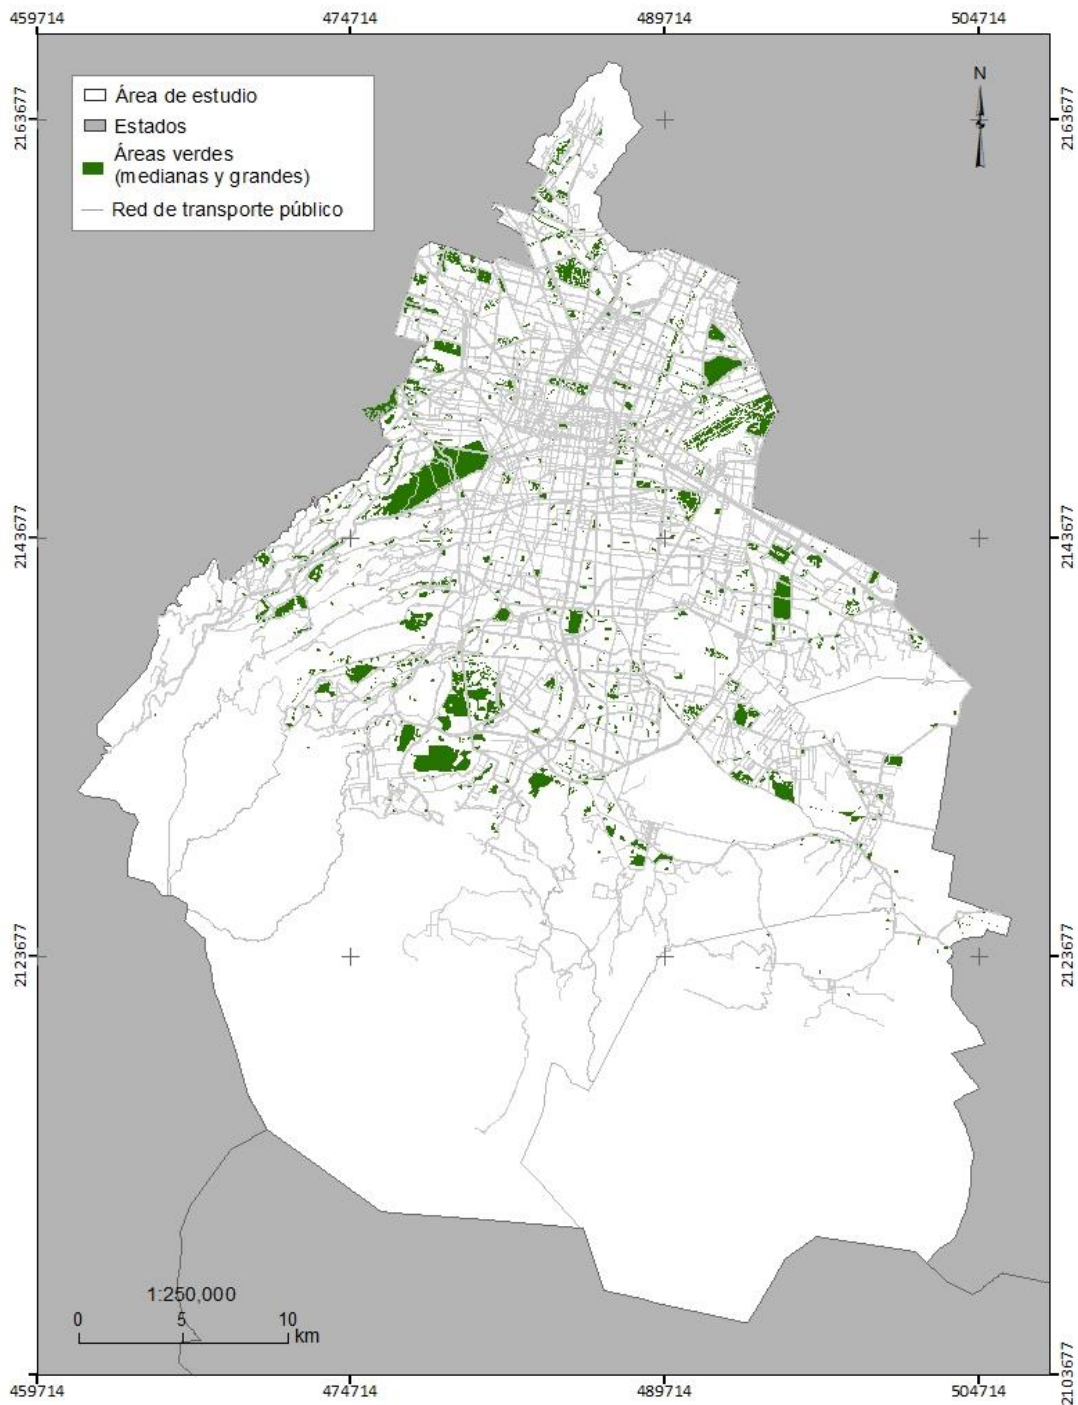 459714 474714 489714 504714
N
Área de estudio
Estados
Áreas verdes
(medianas y grandes)
Red de transporte público
2163677 2163677
2143677 2143677
2123677 2123677
1:250,000
0 5 10
km
2103677
459714 474714 489714 504714